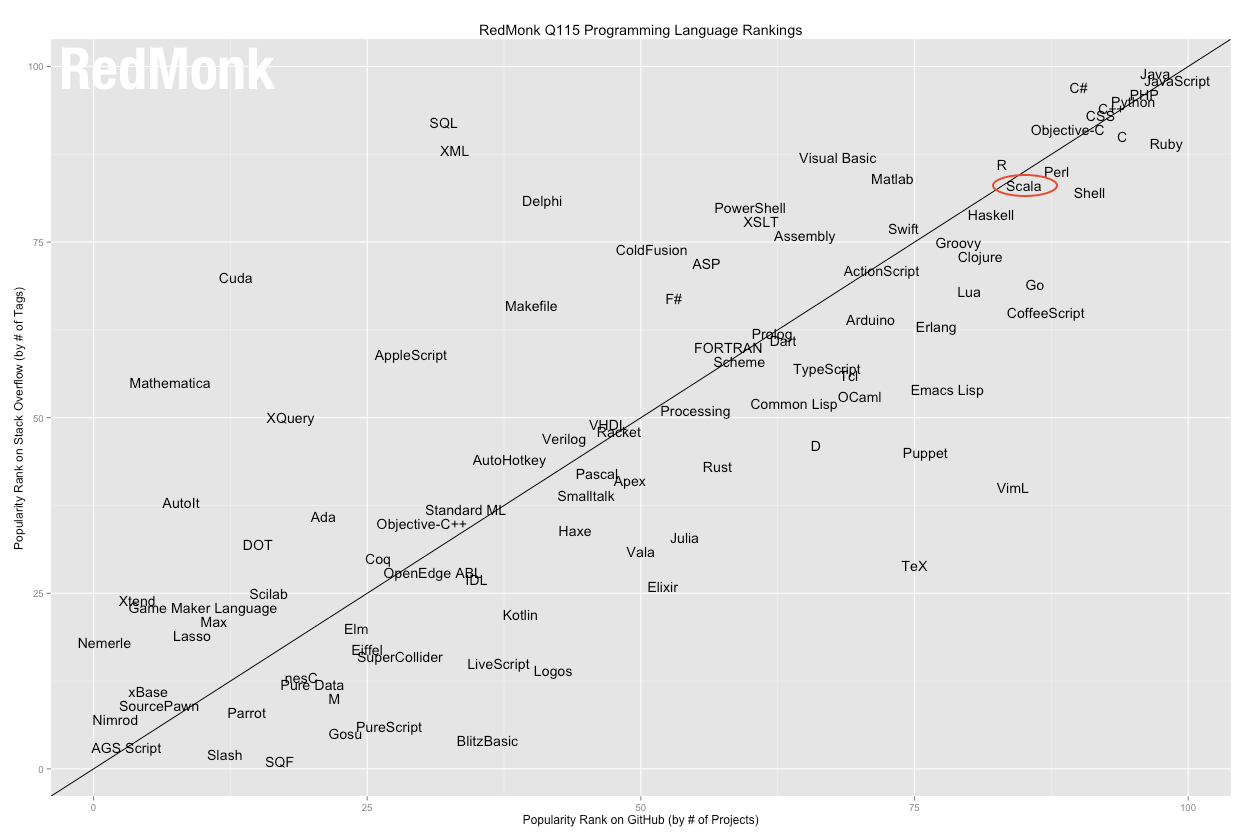 RedMonk Q115 Programming Language Rankings
RedMonk
100
Java
JavaScript
C#
PHP
Python
C++
CSS
SQL
Objective-C
C
Ruby
XML
Visual Basic
R
Perl
Matlab
Scala
Shell
Delphi
PowerShell
Haskell
XSLT
Swift
Assembly
75
Groovy
ColdFusion
Clojure
ASP
ActionScript
Cuda
Go
Lua
F#
Makefile
CoffeeScript
Arduino
Erlang
Prolog
Dart
FORTRAN
AppleScript
Scheme
TypeScript
Tcl
Mathematica
Emacs Lisp
OCaml
Common Lisp
Processing
50
XQuery
VHDL
Racket
Verilog
D
Puppet
AutoHotkey
Rust
Pascal
Apex
VimL
Smalltalk
AutoIt
Standard ML
Ada
Objective-C++
Haxe
Julia
DOT
Vala
Coq
TeX
OpenEdge ABL
IDL
Elixir
25
Scilab
Xtend
Game Maker Language
Kotlin
Max
Elm
Lasso
Nemerle
Eiffel
SuperCollider
LiveScript
Logos
nesC
Pure Data
xBase
M
SourcePawn
Parrot
Nimrod
PureScript
Gosu
BlitzBasic
AGS Script
Slash
SQF
0
0
25
50
75
100
Popularity Rank on GitHub (by # of Projects)
Popularity Rank on Stack Overflow (by # of Tags)